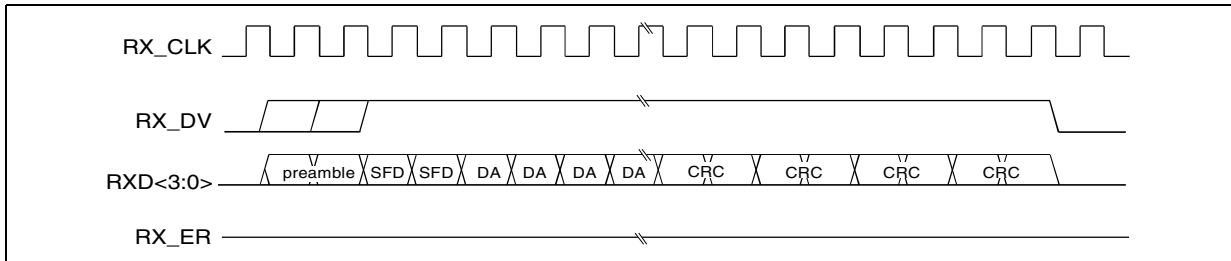 RX_CLK
RX_DV
RXD<3:0> preamble SFD SFD DA DA DA DA CRC CRC CRC CRC
RX_ER